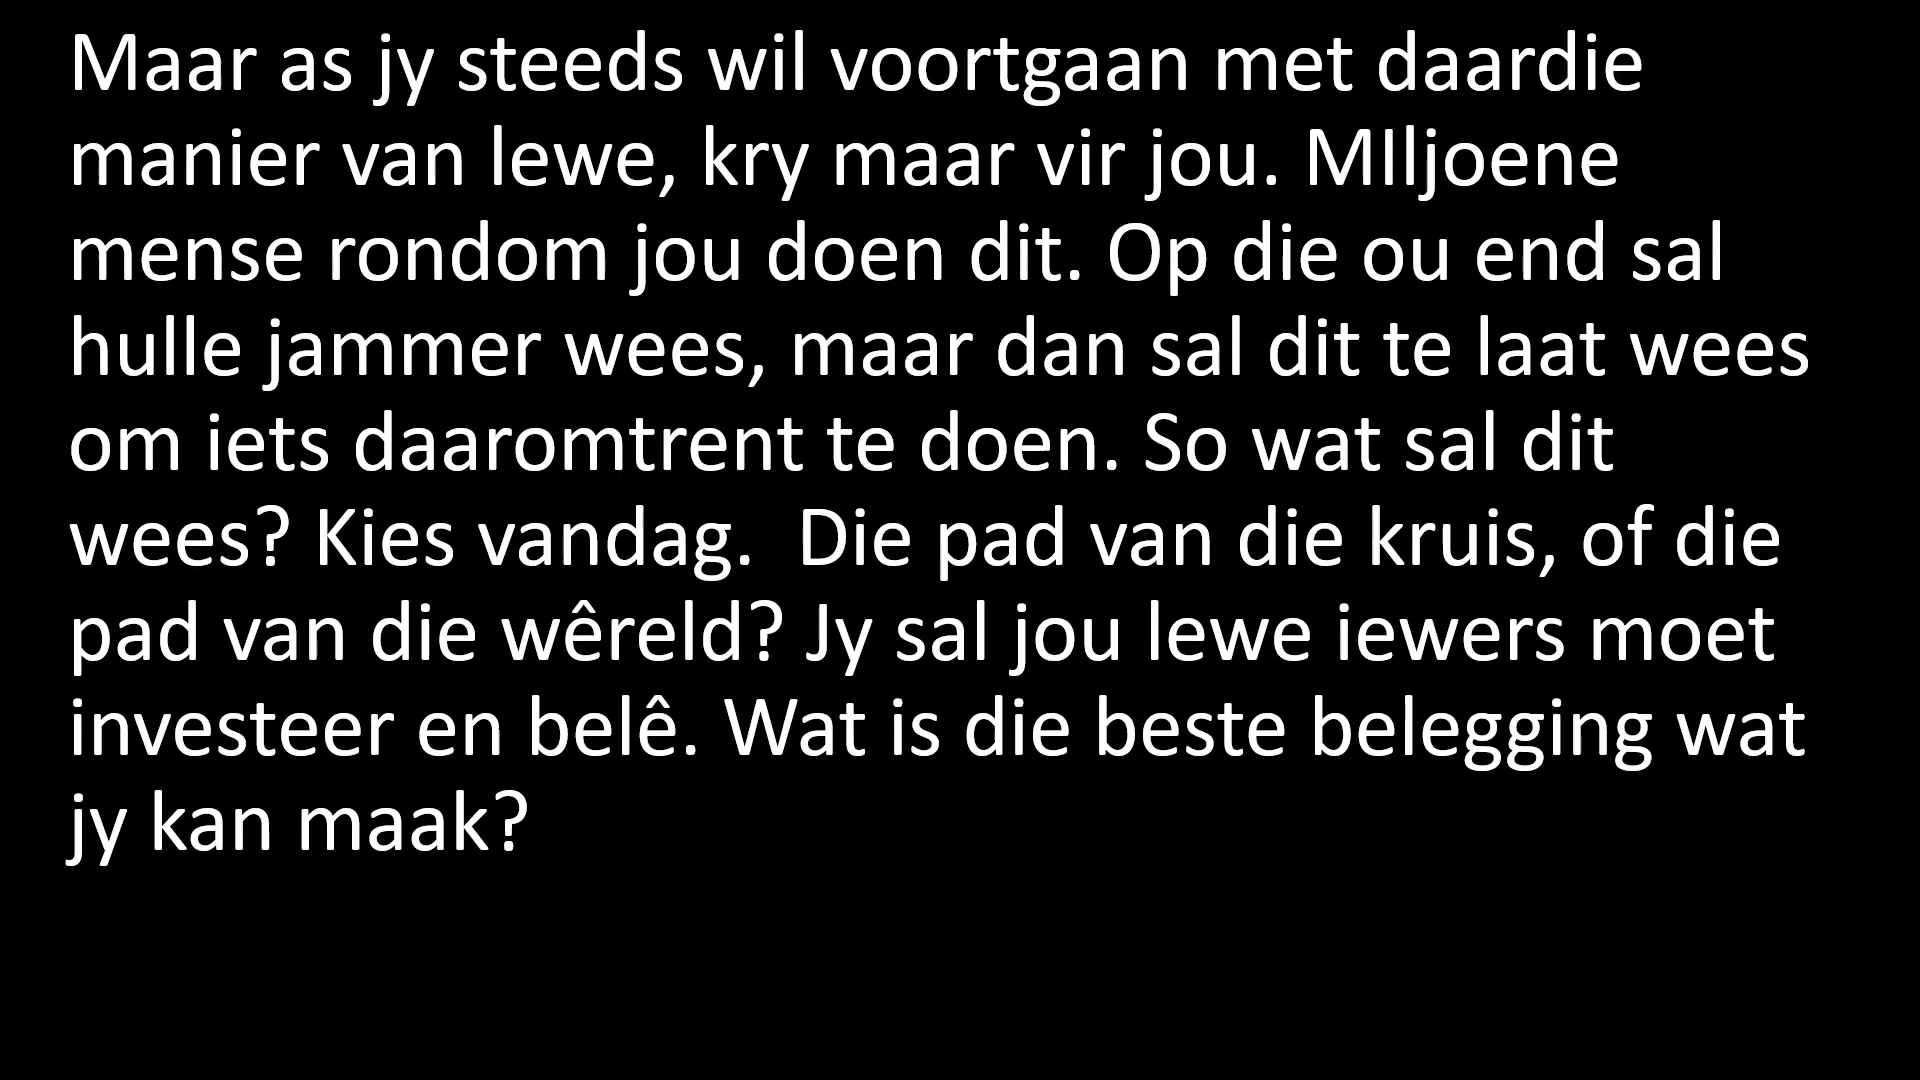 Maar as jy steeds wil voortgaan met daardie
manier van lewe, kry maar vir jou. MIljoene
mense rondom jou doen dit. Op die ou end sal
hulle jammer wees, maar dan sal dit te laat wees
om iets daaromtrent te doen. So wat sal dit
wees? Kies vandag.  Die pad van die kruis, of die
pad van die wêreld? Jy sal jou lewe iewers moet
investeer en belê. Wat is die beste belegging wat
jy kan maak?